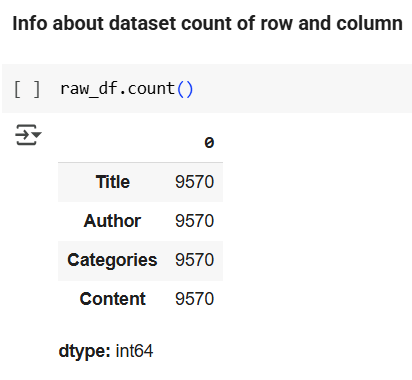 Info about dataset count of row and column
[ ] raw_df.count()
0
Title 9570
Author 9570
Categories 9570
Content 9570
dtype: int64